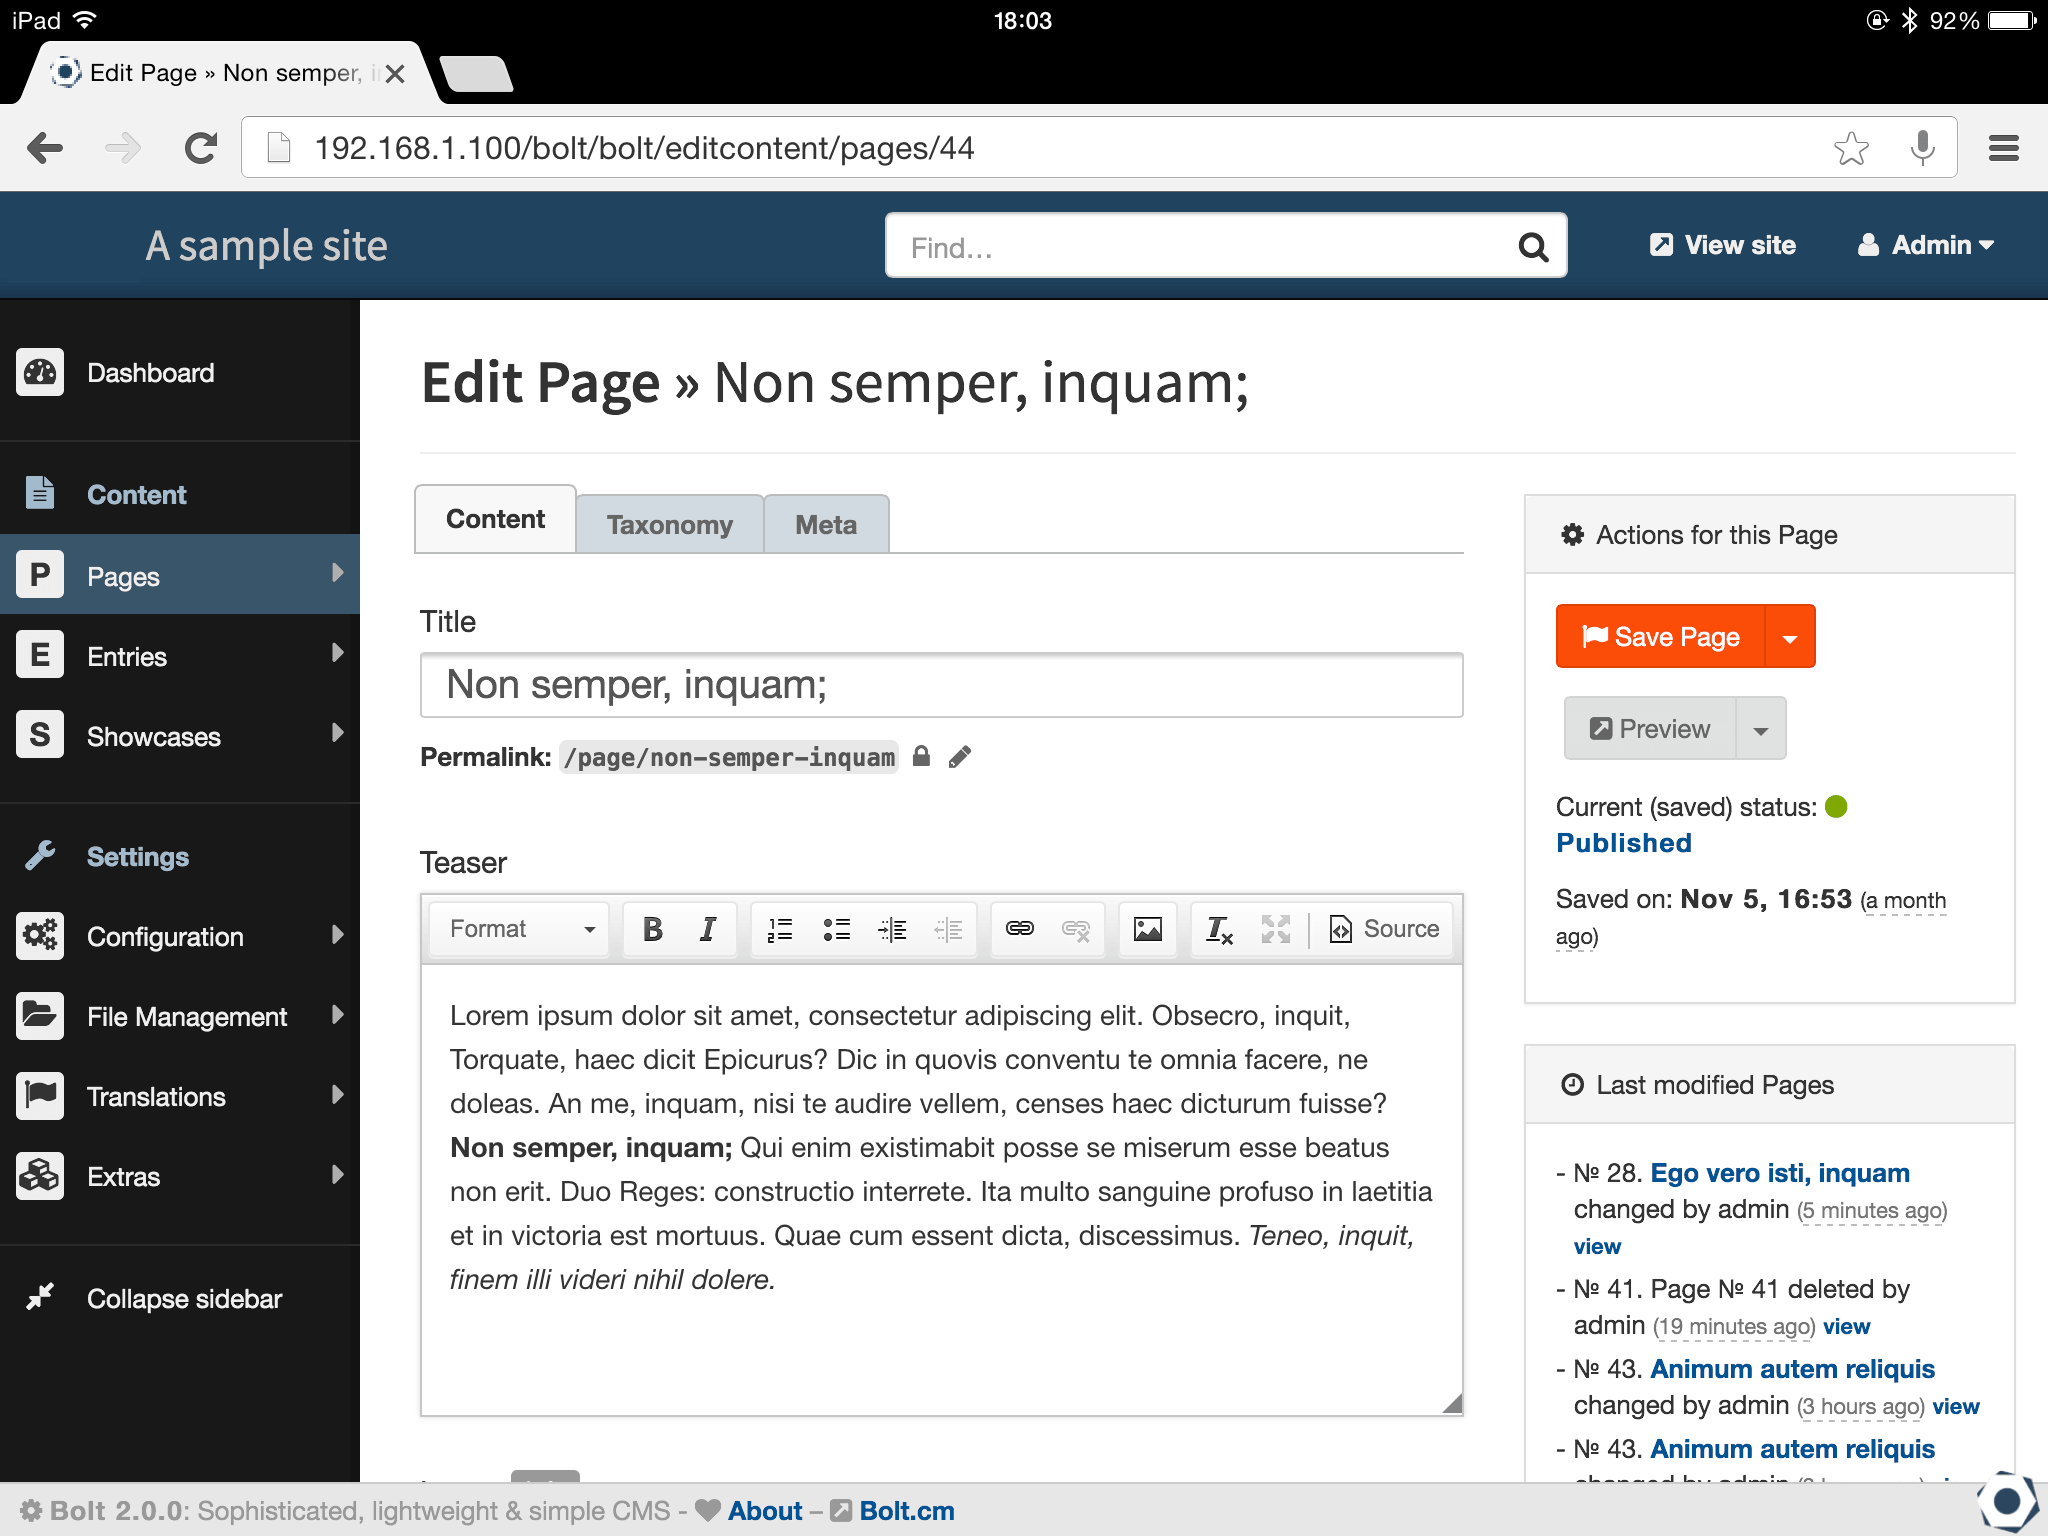 iPad 18:03 92%
Edit Page » Non semper, i
192.168.1.100/bolt/bolt/editcontent/pages/44
A sample site
Find...
View site
Admin
Dashboard
Content
P Pages
E Entries
S Showcases
Settings
Configuration
File Management
Translations
Extras
Collapse sidebar
Edit Page » Non semper, inquam;
Content Taxonomy Meta
Title
Non semper, inquam;
Permalink: /page/non-semper-inquam
Teaser
Format B I Source
Lorem ipsum dolor sit amet, consectetur adipiscing elit. Obsecro, inquit,
Torquate, haec dicit Epicurus? Dic in quovis conventu te omnia facere, ne
doleas. An me, inquam, nisi te audire vellem, censes haec dicturum fuisse?
Non semper, inquam; Qui enim existimabit posse se miserum esse beatus
non erit. Duo Reges: constructio interrete. Ita multo sanguine profuso in laetitia
et in victoria est mortuus. Quae cum essent dicta, discessimus. Teneo, inquit,
finem illi videri nihil dolere.
Actions for this Page
Save Page
Preview
Current (saved) status:
Published
Saved on: Nov 5, 16:53 (a month
ago)
Last modified Pages
- № 28. Ego vero isti, inquam
changed by admin (5 minutes ago)
view
- № 41. Page № 41 deleted by
admin (19 minutes ago) view
- № 43. Animum autem reliquis
changed by admin (3 hours ago) view
- № 43. Animum autem reliquis
Bolt 2.0.0: Sophisticated, lightweight & simple CMS - About – Bolt.cm